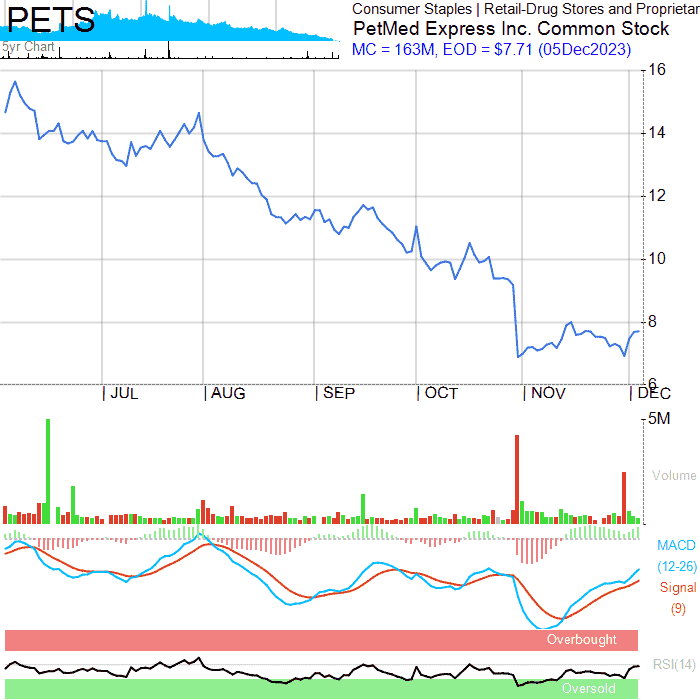 PETS
5yr Chart
Consumer Staples | Retail-Drug Stores and Proprietar
PetMed Express Inc. Common Stock
MC = 163M, EOD = $7.71 (05Dec2023)
16
14
12
10
8
6
JUL AUG SEP OCT NOV DEC
5M
Volume
MACD
(12-26)
Signal
(9)
Overbought
RSI(14)
Oversold